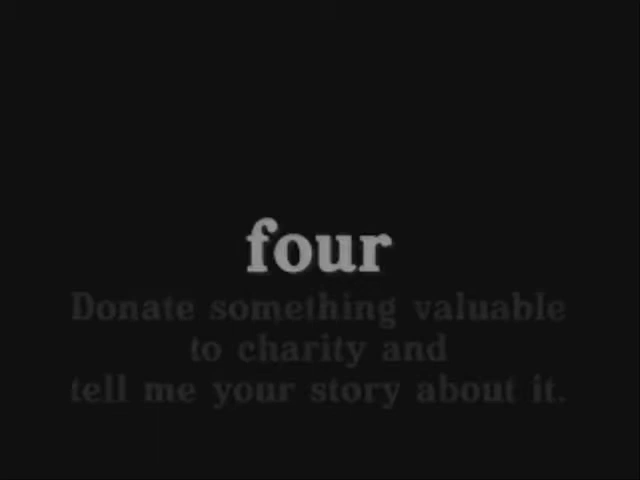 four
Donate something valuable
to charity and
tell me your story about it.